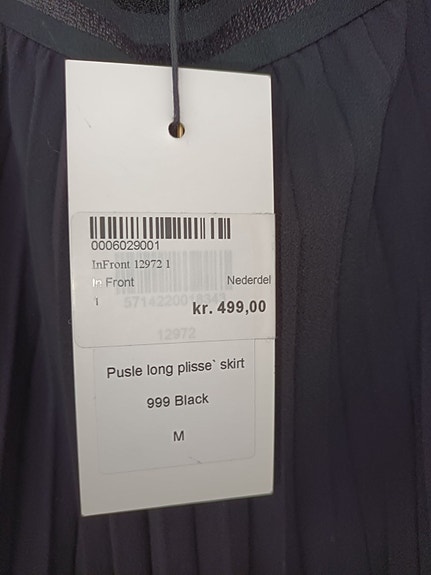 0006029001
InFront 12972 1
In Front Nederdel
1 kr. 499,00
12972
Pusle long plisse` skirt
999 Black
M